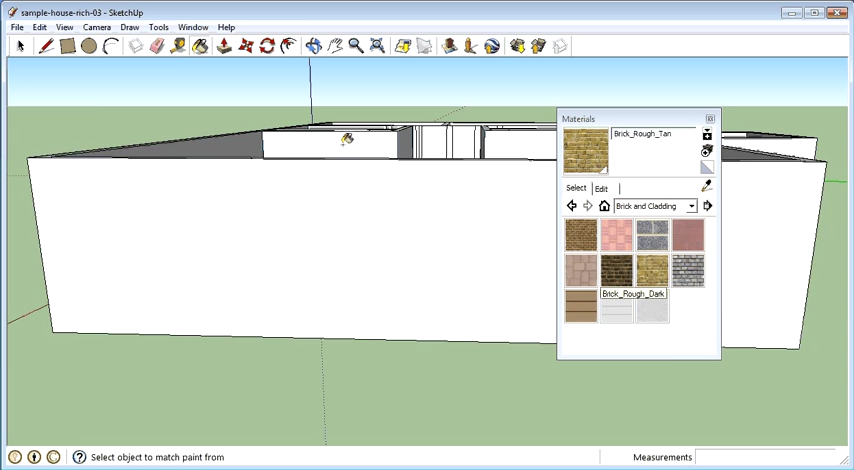 sample-house-rich-03 - SketchUp
File Edit View Camera Draw Tools Window Help
Materials
Brick_Rough_Tan
Select Edit
Brick and Cladding
Brick_Rough_Dark
Select object to match paint from
Measurements